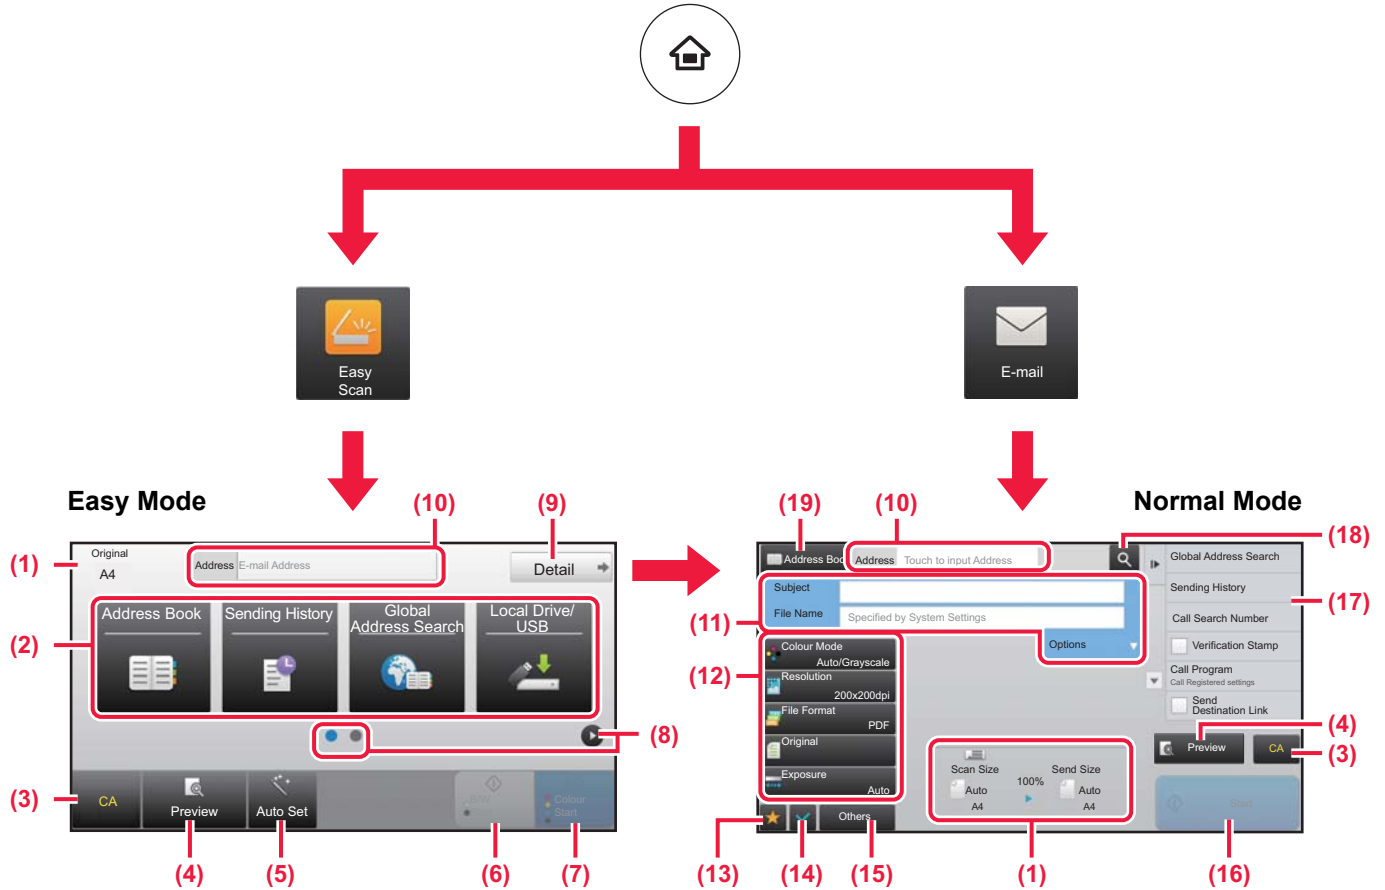 Easy
Scan
E-mail
Easy Mode
Normal Mode
(10)
(9)
(19)
(10)
(18)
(1)
Original
A4
Address
E-mail Address
Detail
Address Book
Sending History
Global
Address Search
Local Drive/
USB
(2)
(8)
(3)
CA
Preview
Auto Set
B/W
Start
Colour
Start
(4)
(5)
(6)
(7)
Address Boo
Address
Touch to input Address
Subject
File Name
Specified by System Settings
Options
(11)
(12)
Colour Mode
Auto/Grayscale
Resolution
200x200dpi
File Format
PDF
Original
Exposure
Auto
Others
Scan Size
Auto
A4
100%
Send Size
Auto
A4
Global Address Search
Sending History
Call Search Number
Verification Stamp
Call Program
Call Registered settings
Send
Destination Link
(17)
Preview
CA
(4)
(3)
Start
(13)
(14)
(15)
(1)
(16)